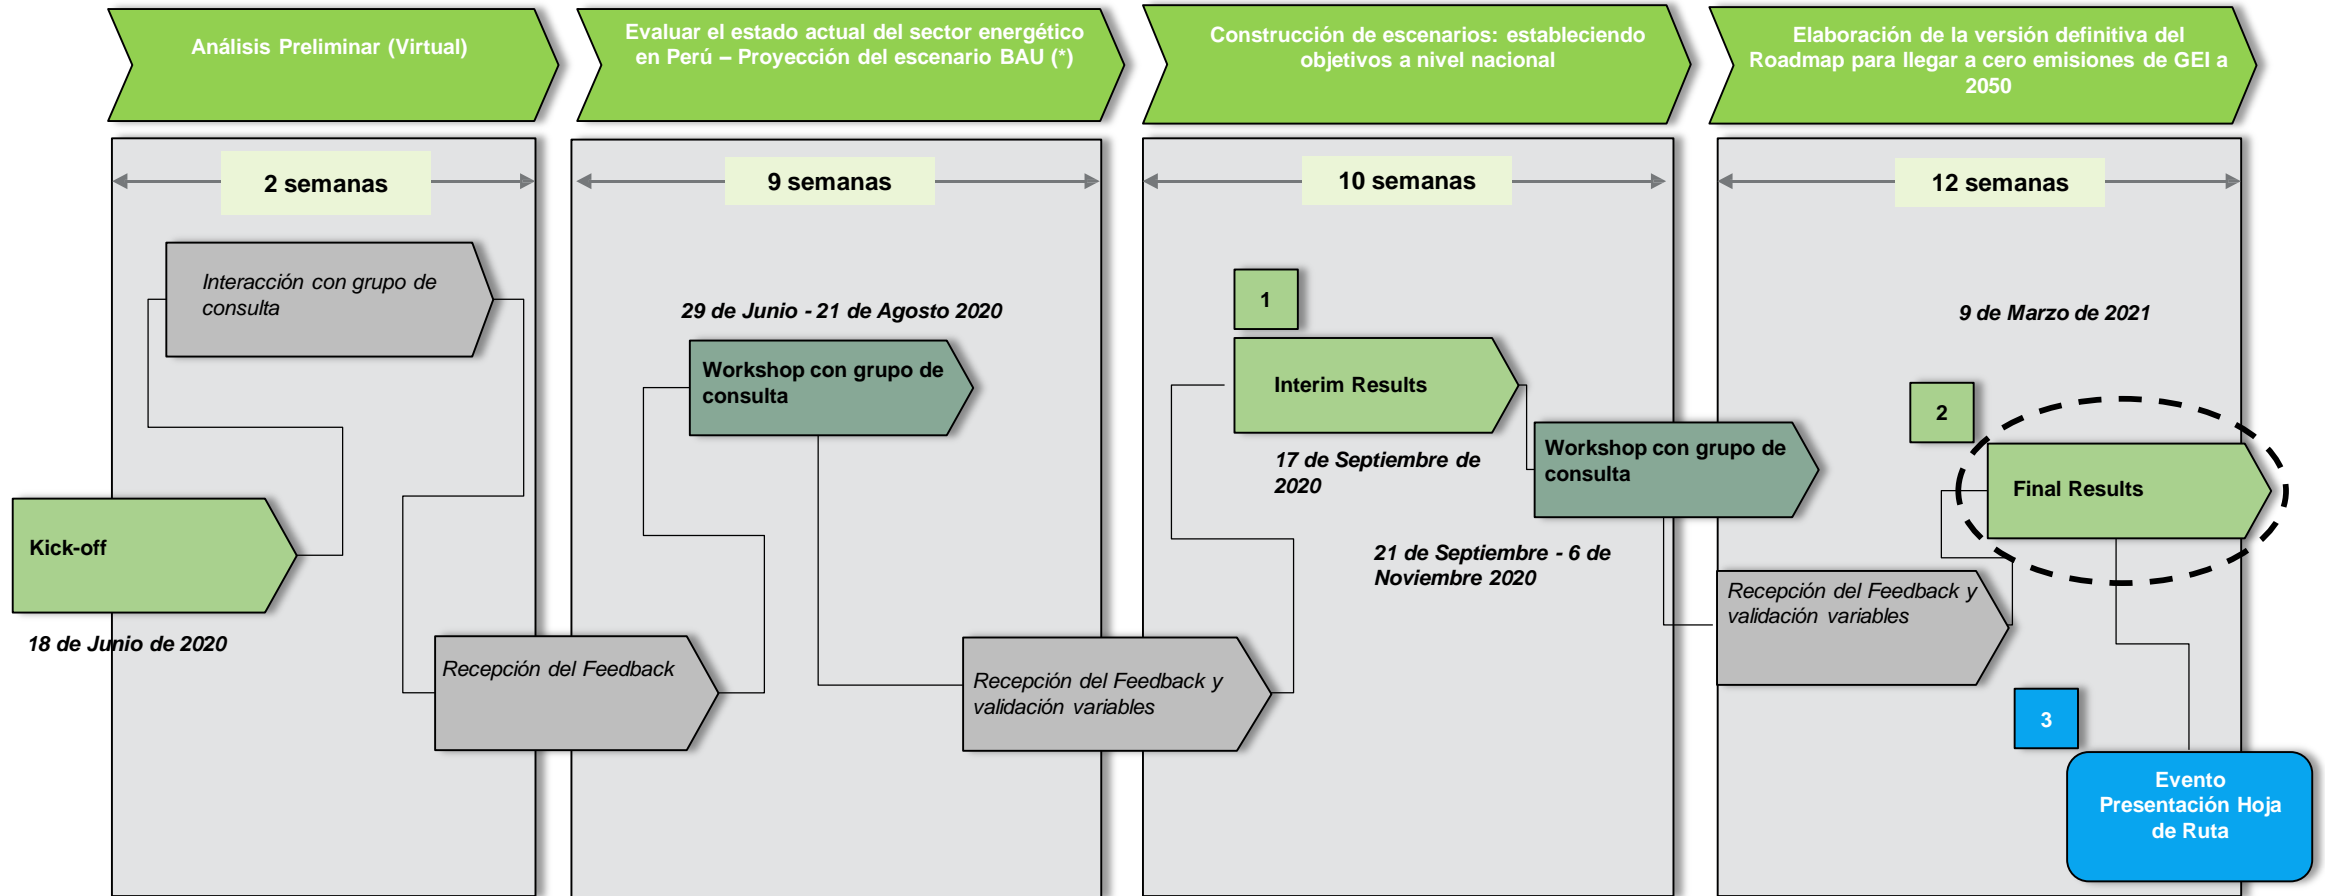 Análisis Preliminar (Virtual)
Evaluar el estado actual del sector energético
en Perú – Proyección del escenario BAU (*)
Construcción de escenarios: estableciendo
objetivos a nivel nacional
Elaboración de la versión definitiva del
Roadmap para llegar a cero emisiones de GEI a
2050
2 semanas
9 semanas
10 semanas
12 semanas
Interacción con grupo de
consulta
Kick-off
18 de Junio de 2020
Recepción del Feedback
29 de Junio - 21 de Agosto 2020
Workshop con grupo de
consulta
Recepción del Feedback y
validación variables
1
Interim Results
17 de Septiembre de
2020
Workshop con grupo de
consulta
21 de Septiembre - 6 de
Noviembre 2020
9 de Marzo de 2021
2
Final Results
Recepción del Feedback y
validación variables
3
Evento
Presentación Hoja
de Ruta